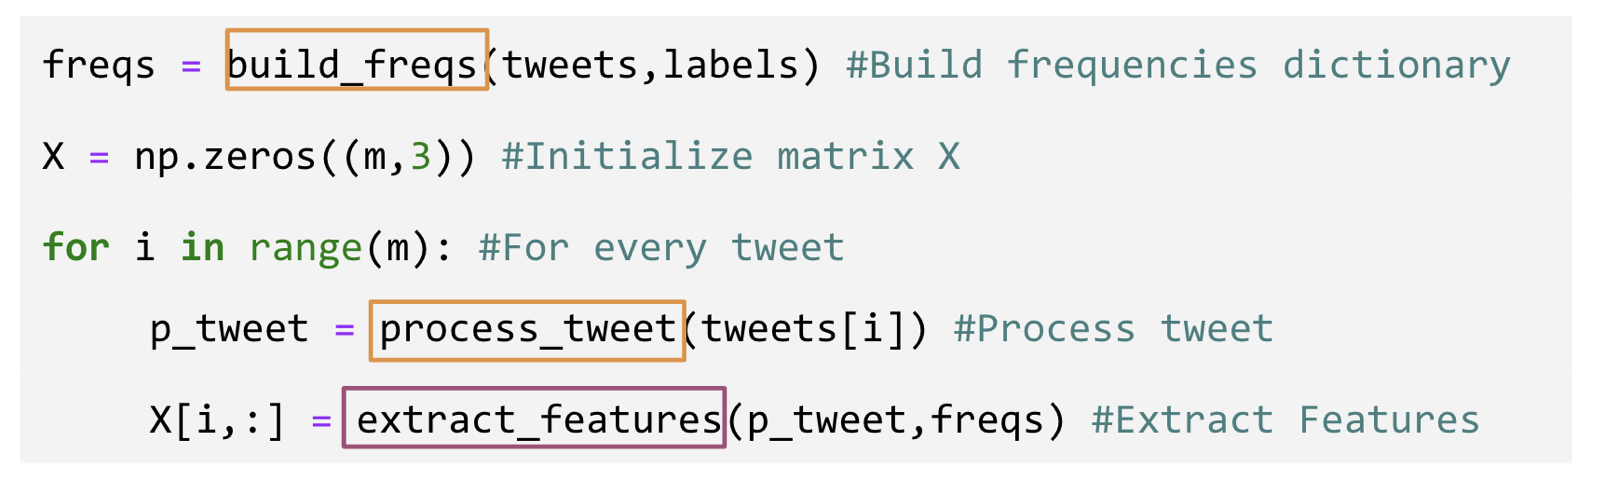 freqs = build_freqs(tweets,labels) #Build frequencies dictionary
X = np.zeros((m,3)) #Initialize matrix X
for i in range(m): #For every tweet
p_tweet = process_tweet(tweets[i]) #Process tweet
X[i,:] = extract_features(p_tweet,freqs) #Extract Features